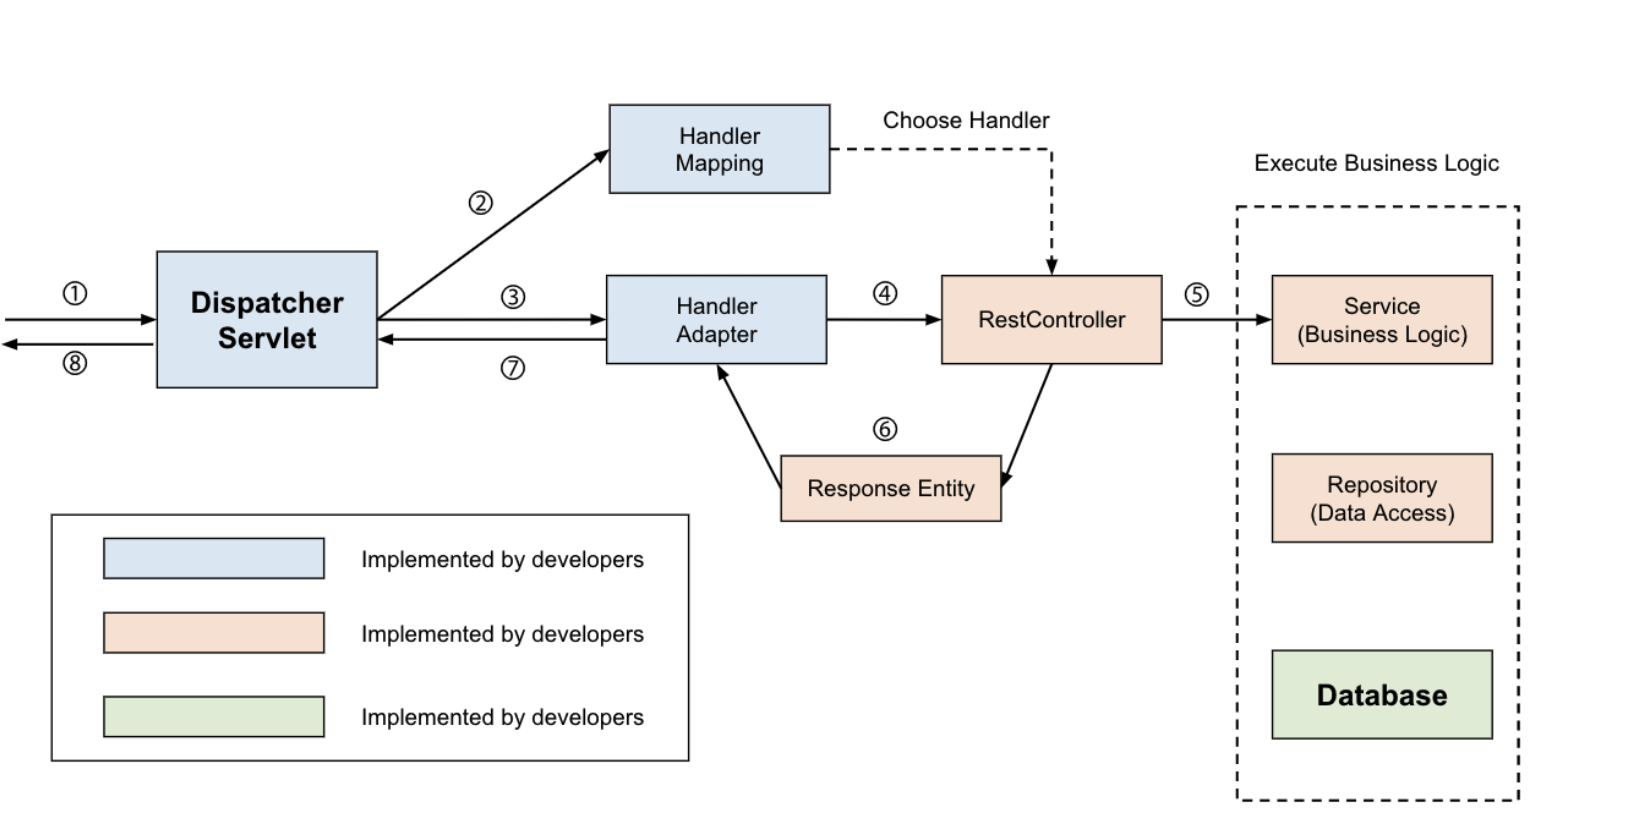 Choose Handler
Handler
Mapping
Execute Business Logic
②
①
Dispatcher
Servlet
③
Handler
Adapter
④
RestController
⑤
Service
(Business Logic)
⑧
⑦
⑥
Response Entity
Repository
(Data Access)
Implemented by developers
Implemented by developers
Implemented by developers
Database